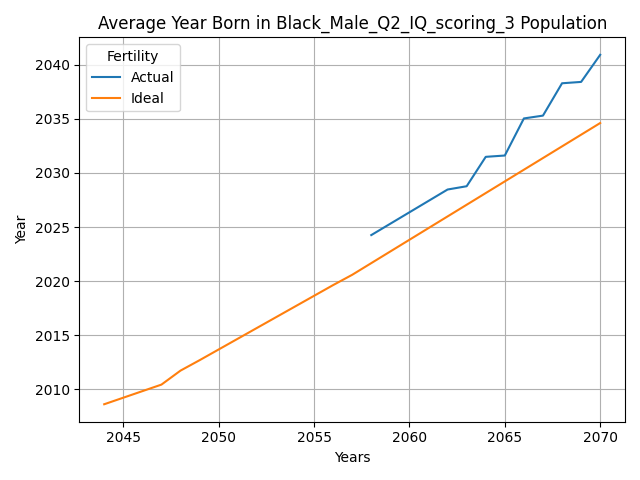 Average Year Born in Black_Male_Q2_IQ_scoring_3 Population
Fertility
Actual
Ideal
Year
2040
2035
2030
2025
2020
2015
2010
2045 2050 2055 2060 2065 2070
Years